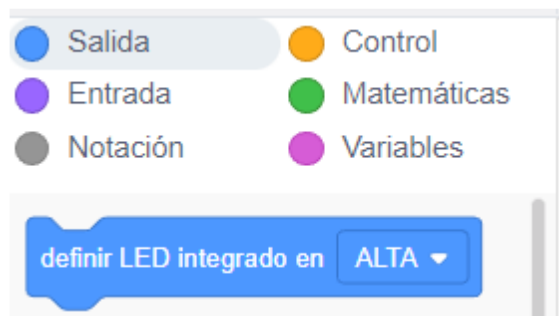 Salida Control
Entrada Matemáticas
Notación Variables
definir LED integrado en ALTA